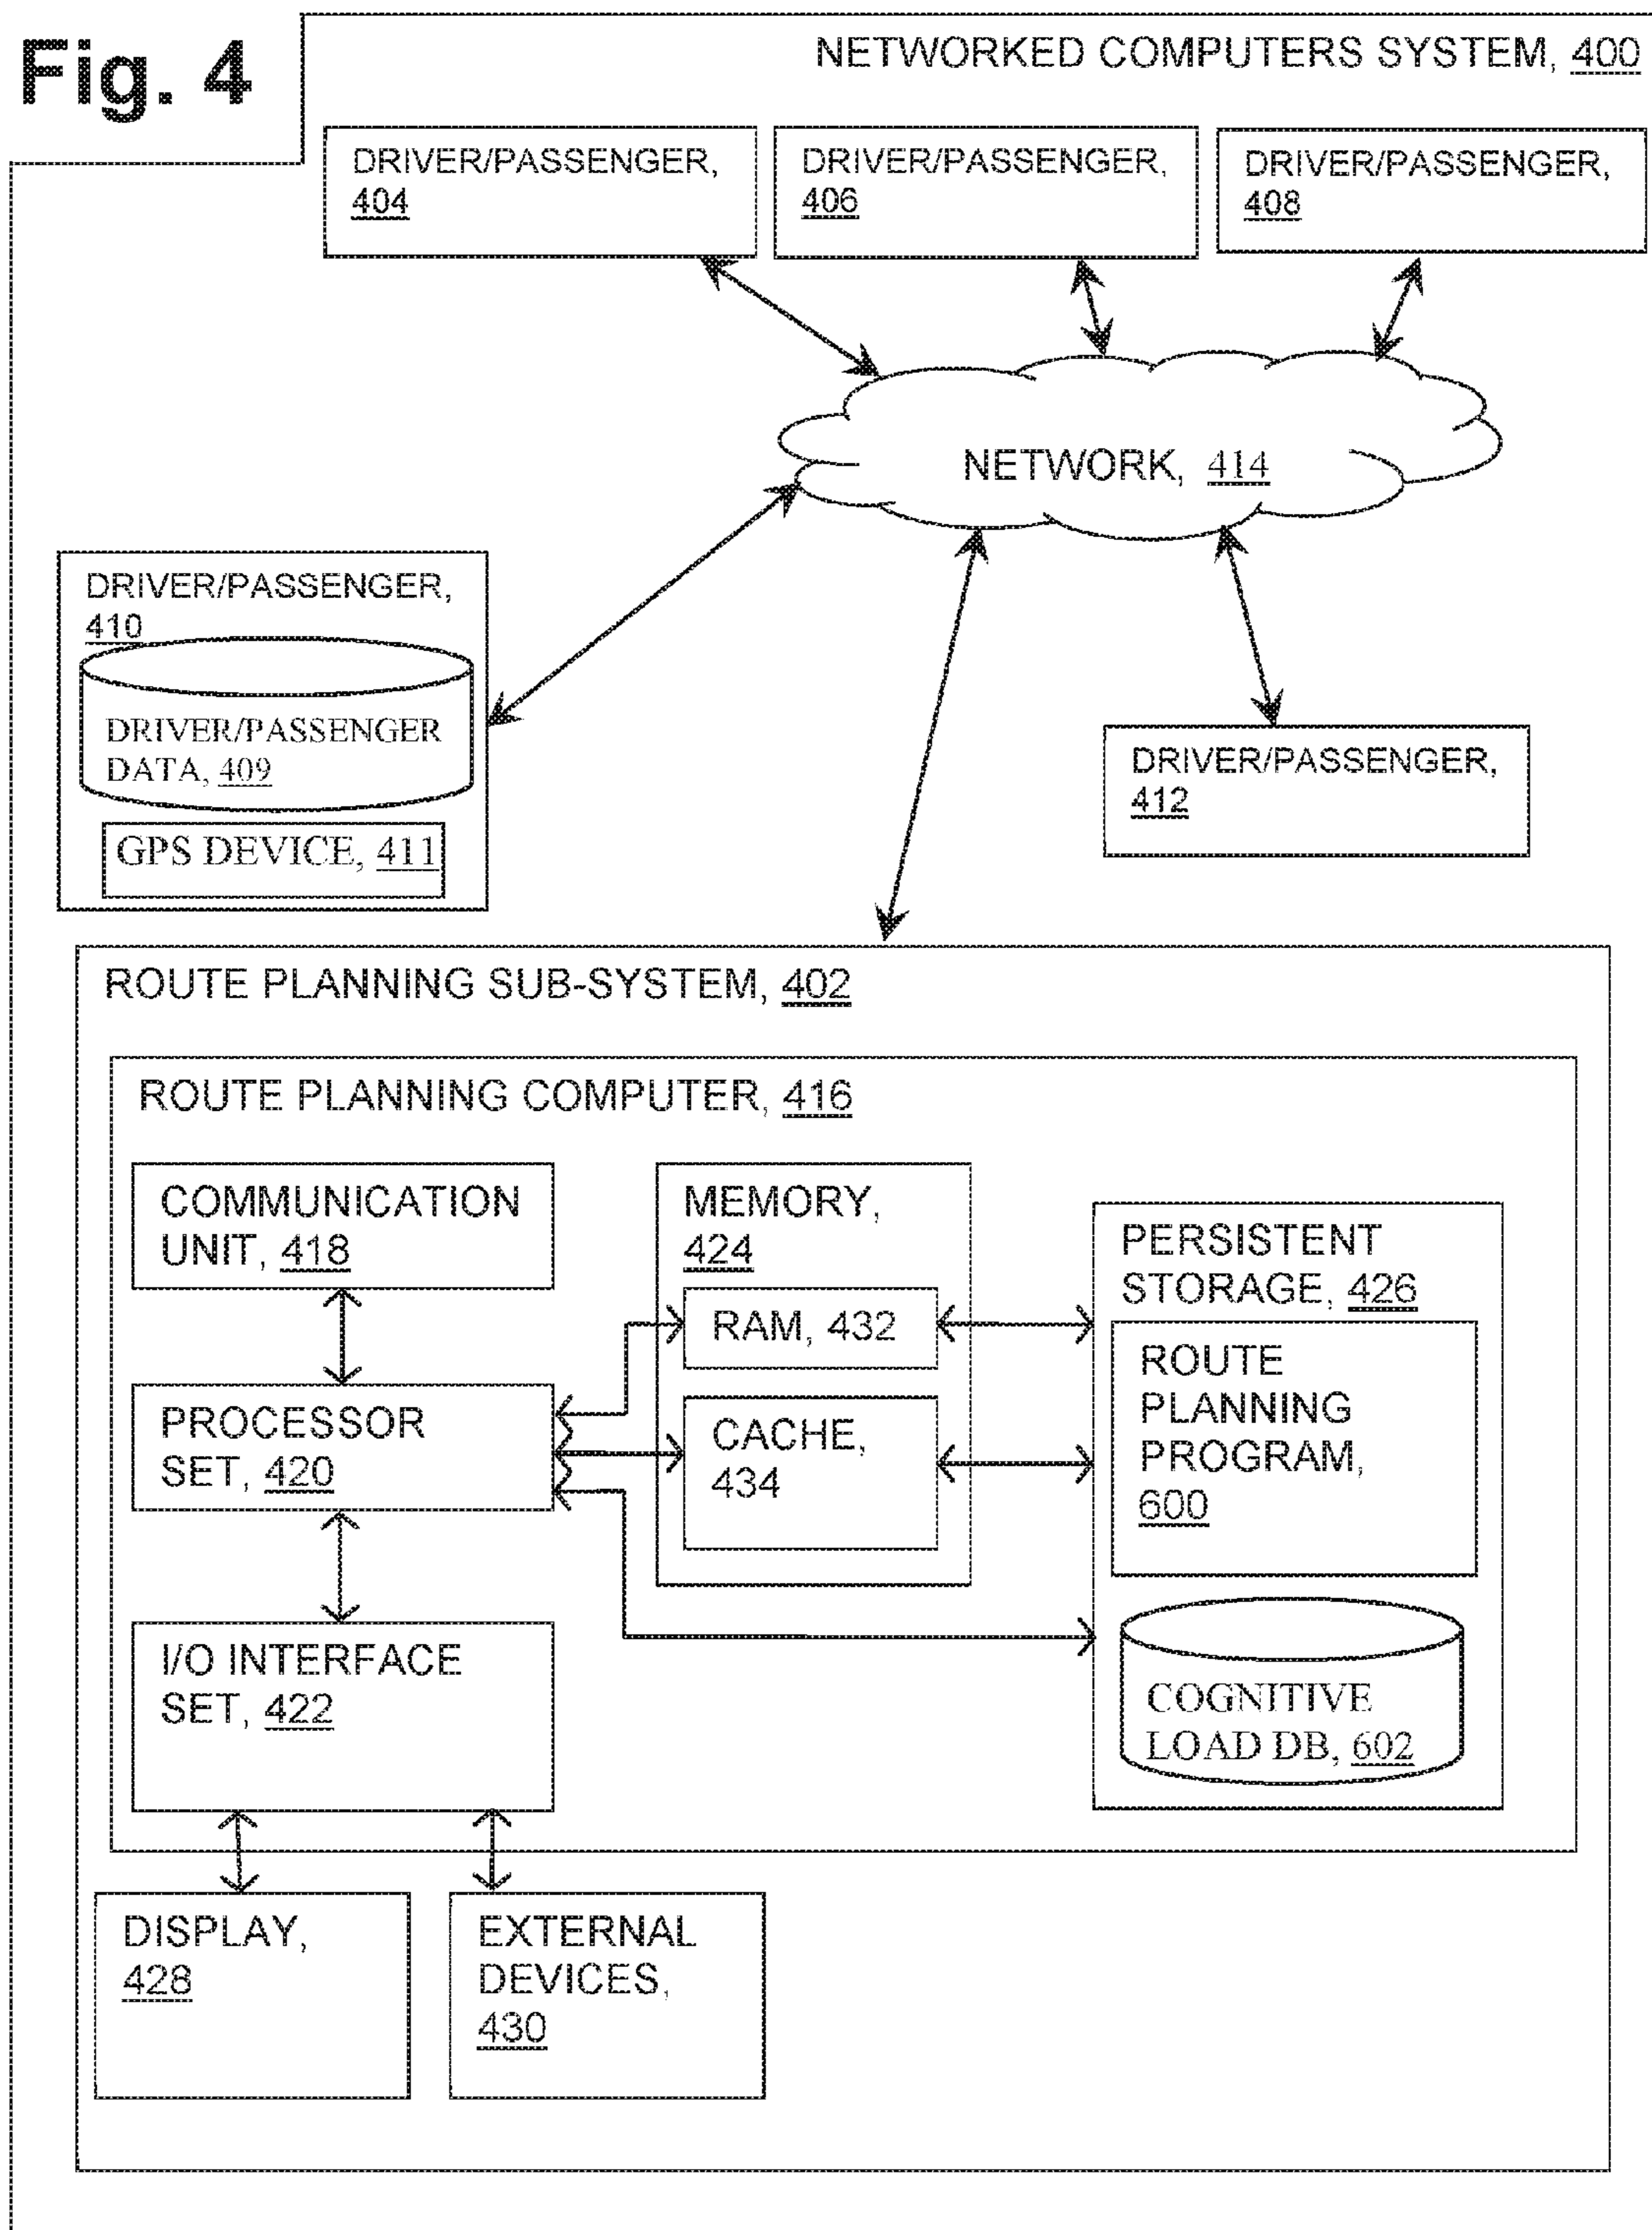 Fig. 4
NETWORKED COMPUTERS SYSTEM, 400
DRIVER/PASSENGER,
404
DRIVER/PASSENGER,
406
DRIVER/PASSENGER,
408
NETWORK, 414
DRIVER/PASSENGER,
410
DRIVER/PASSENGER
DATA, 409
GPS DEVICE, 411
DRIVER/PASSENGER,
412
ROUTE PLANNING SUB-SYSTEM, 402
ROUTE PLANNING COMPUTER, 416
COMMUNICATION
UNIT, 418
MEMORY,
424
PERSISTENT
STORAGE, 426
RAM, 432
ROUTE
PLANNING
PROGRAM,
600
PROCESSOR
SET, 420
CACHE,
434
I/O INTERFACE
SET, 422
COGNITIVE
LOAD DB, 602
DISPLAY,
428
EXTERNAL
DEVICES,
430